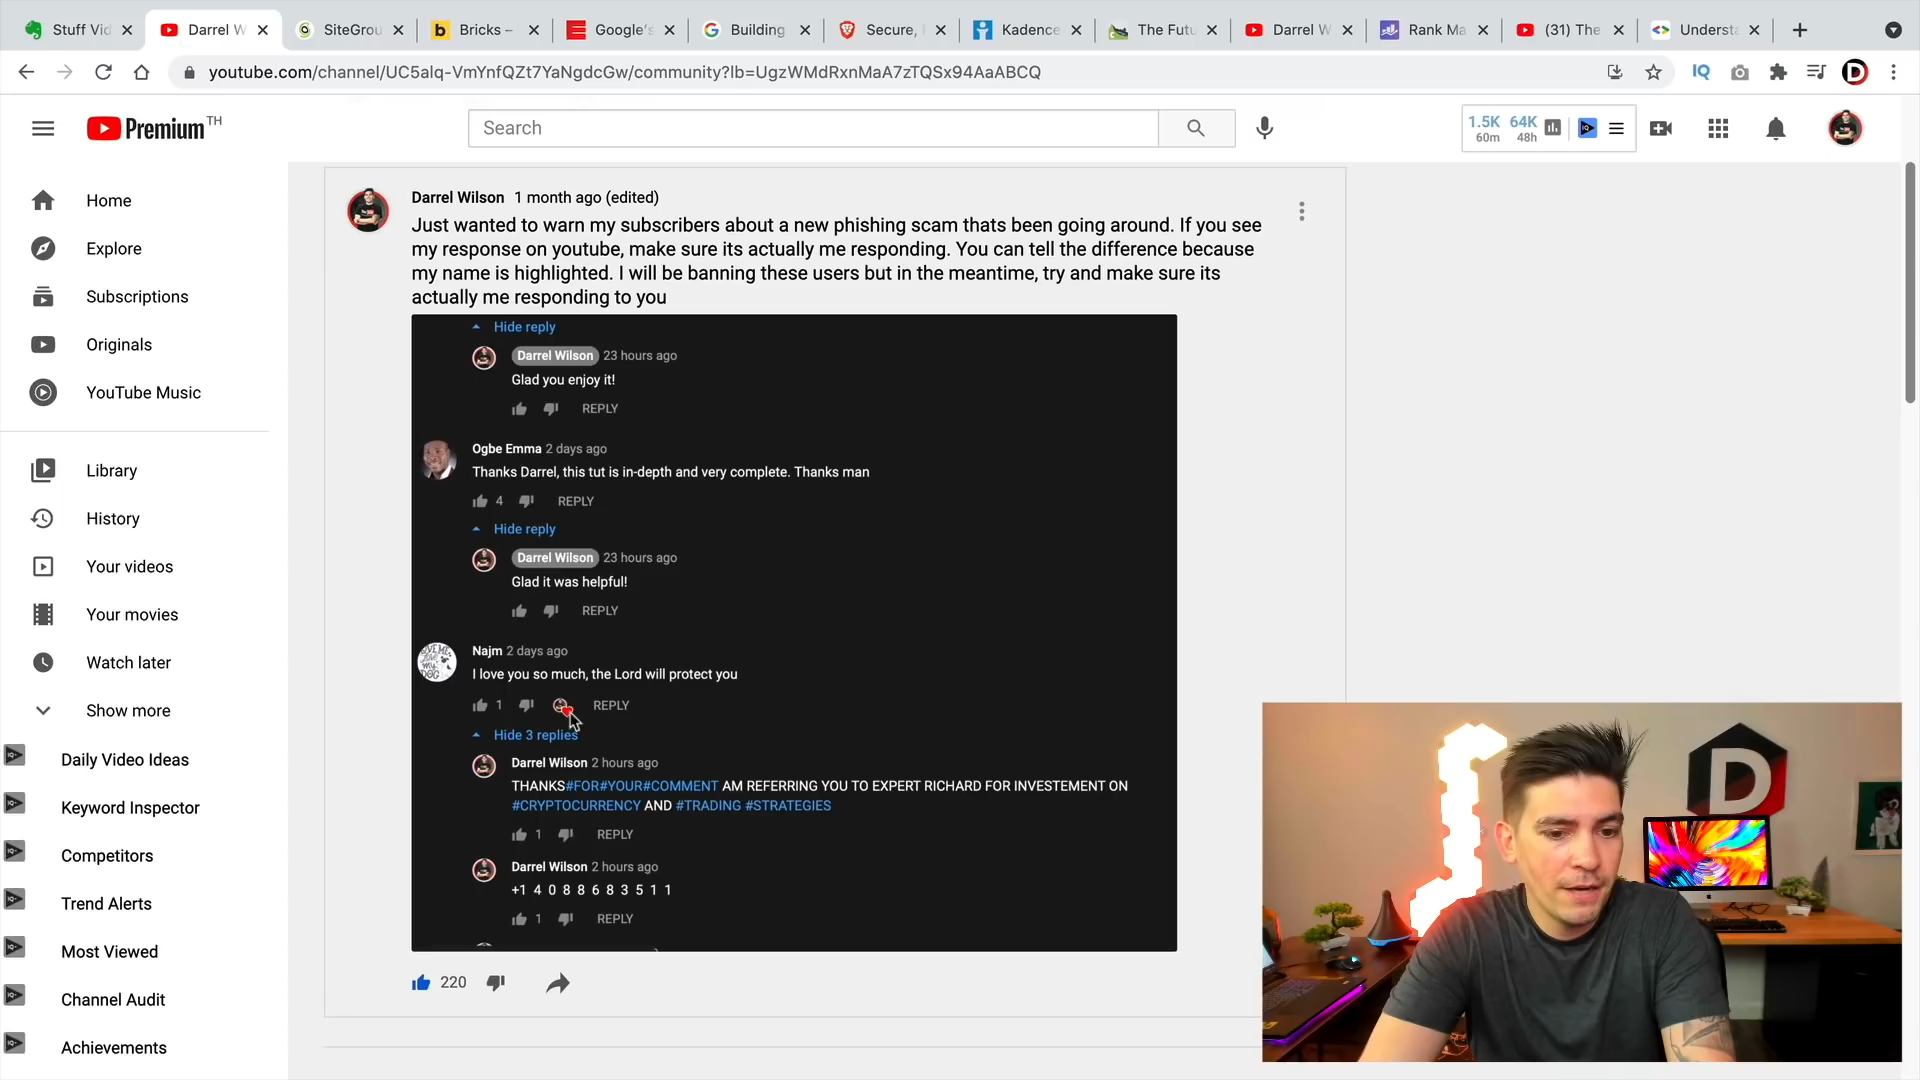 Stuff Vid
Darrel W
SiteGrou
Bricks –
Google's
Building
Secure,
Kadence
The Futu
Darrel W
Rank Ma
(31) The
Understa
youtube.com/channel/UC5alq-VmYnfQZt7YaNgdcGw/community?lb=UgzWMdRxnMaA7zTQSx94AaABCQ
IQ
Premium TH
Search
1.5K 64K
60m 48h
Home
Explore
Subscriptions
Originals
YouTube Music
Library
History
Your videos
Your movies
Watch later
Show more
Daily Video Ideas
Keyword Inspector
Competitors
Trend Alerts
Most Viewed
Channel Audit
Achievements
Darrel Wilson 1 month ago (edited)
Just wanted to warn my subscribers about a new phishing scam thats been going around. If you see
my response on youtube, make sure its actually me responding. You can tell the difference because
my name is highlighted. I will be banning these users but in the meantime, try and make sure its
actually me responding to you
Hide reply
Darrel Wilson 23 hours ago
Glad you enjoy it!
REPLY
Ogbe Emma 2 days ago
Thanks Darrel, this tut is in-depth and very complete. Thanks man
4 REPLY
Hide reply
Darrel Wilson 23 hours ago
Glad it was helpful!
REPLY
Najm 2 days ago
I love you so much, the Lord will protect you
1 REPLY
Hide 3 replies
Darrel Wilson 2 hours ago
THANKS#FOR#YOUR#COMMENT AM REFERRING YOU TO EXPERT RICHARD FOR INVESTEMENT ON
#CRYPTOCURRENCY AND #TRADING #STRATEGIES
1 REPLY
Darrel Wilson 2 hours ago
+1 4 0 8 8 6 8 3 5 1 1
1 REPLY
220
D